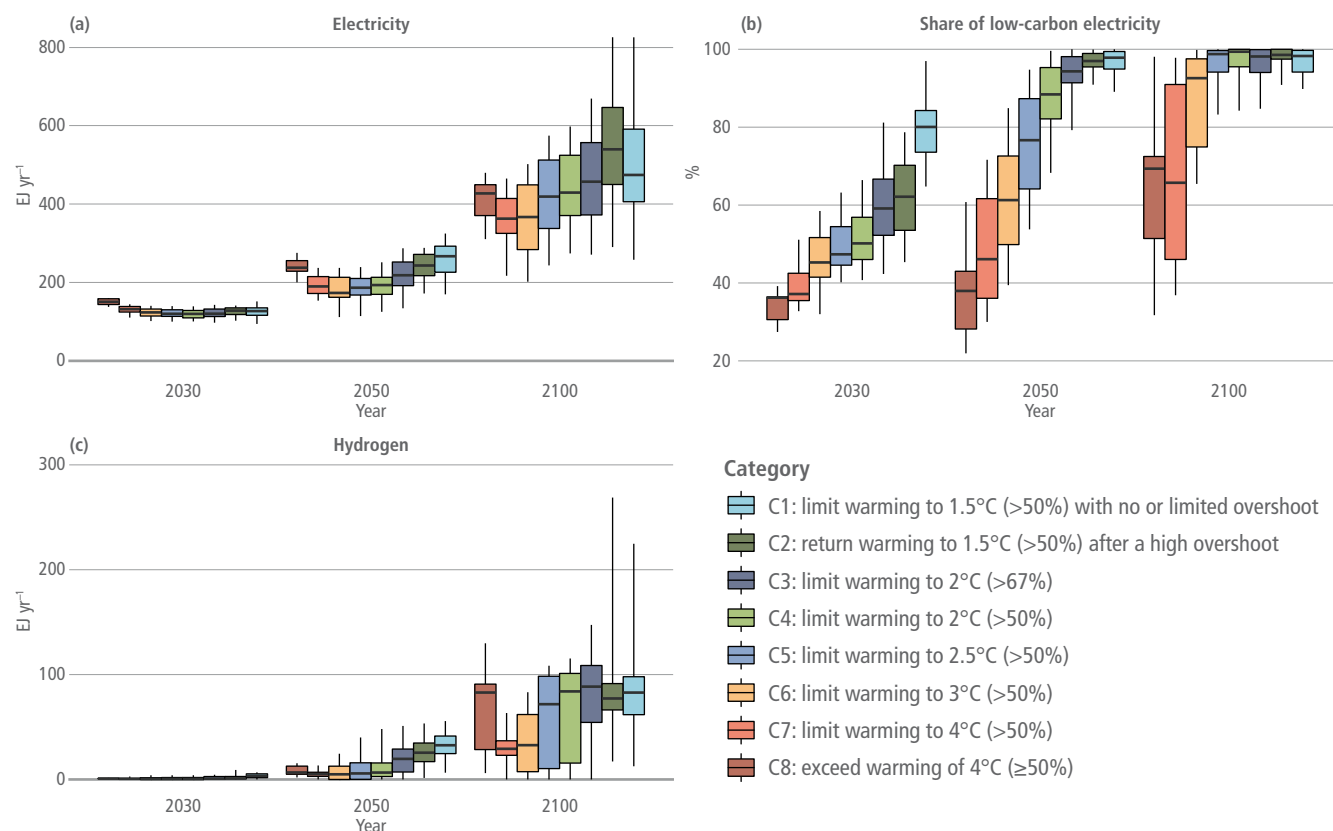 (a) Electricity
800
600
400
200
0
EJ yr⁻¹
2030 2050 2100
Year
(b) Share of low-carbon electricity
100
80
60
40
20
%
2030 2050 2100
Year
(c) Hydrogen
300
200
100
0
EJ yr⁻¹
2030 2050 2100
Year
Category
C1: limit warming to 1.5°C (>50%) with no or limited overshoot
C2: return warming to 1.5°C (>50%) after a high overshoot
C3: limit warming to 2°C (>67%)
C4: limit warming to 2°C (>50%)
C5: limit warming to 2.5°C (>50%)
C6: limit warming to 3°C (>50%)
C7: limit warming to 4°C (>50%)
C8: exceed warming of 4°C (≥50%)